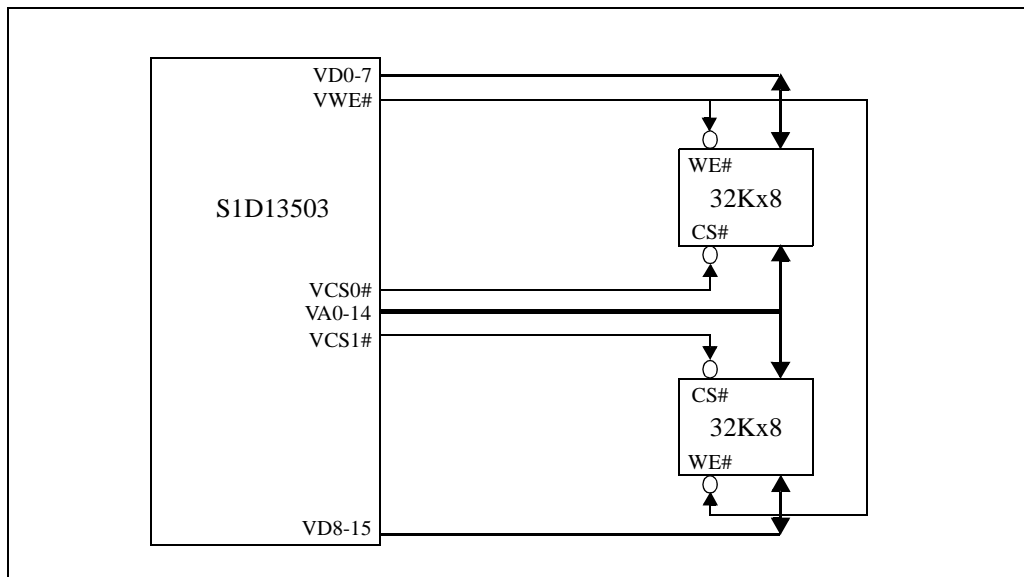 VD0-7
VWE#
WE#
S1D13503
32Kx8
CS#
VCS0#
VA0-14
VCS1#
CS#
32Kx8
WE#
VD8-15